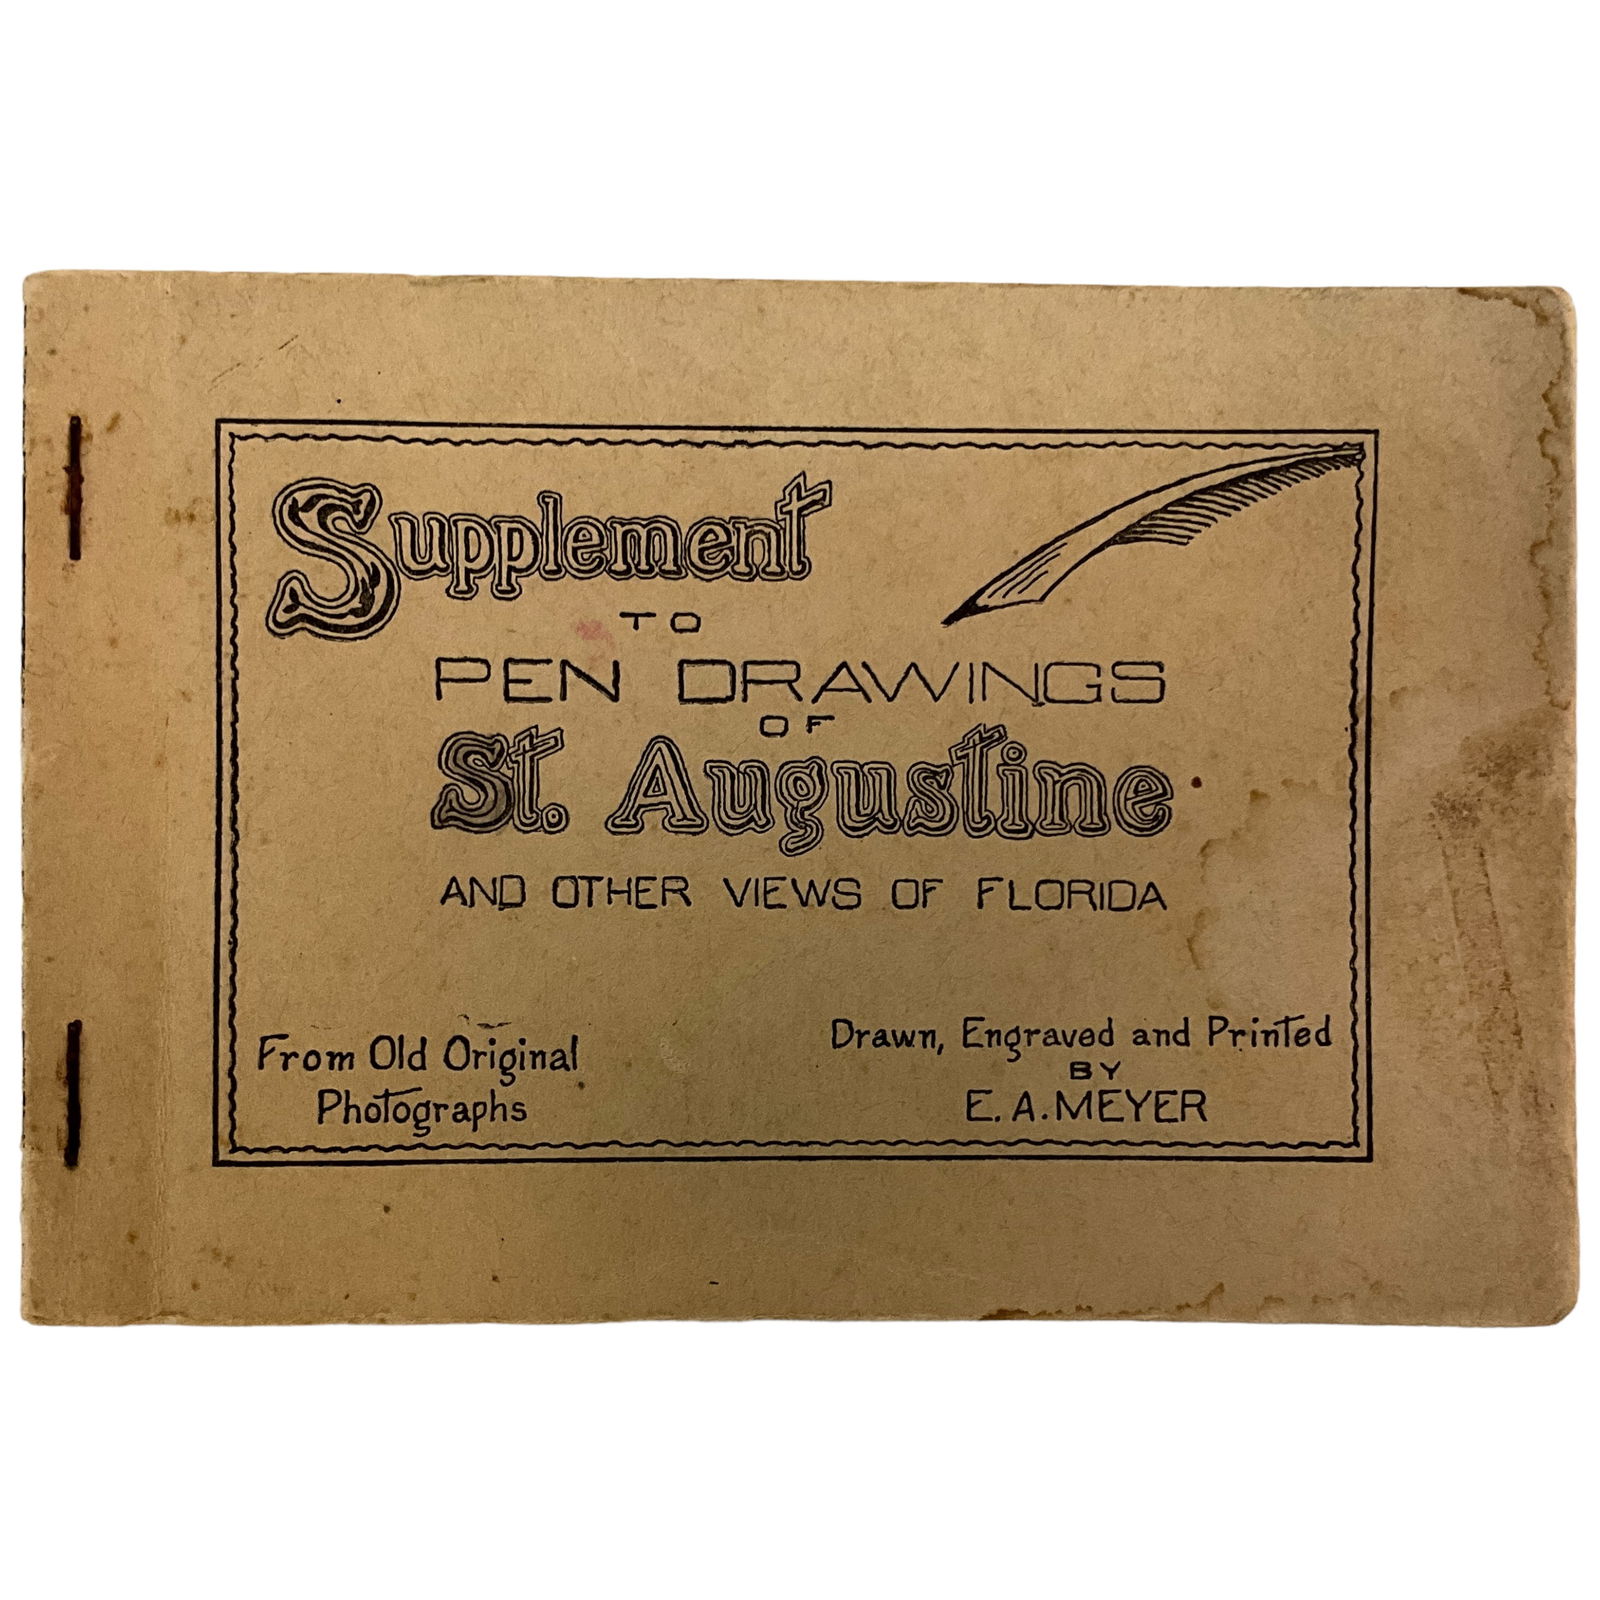 Supplement
TO
PEN DRAWINGS
OF
St. Augustine
AND OTHER VIEWS OF FLORIDA
From Old Original
Photographs
Drawn, Engraved and Printed
BY
E. A. MEYER